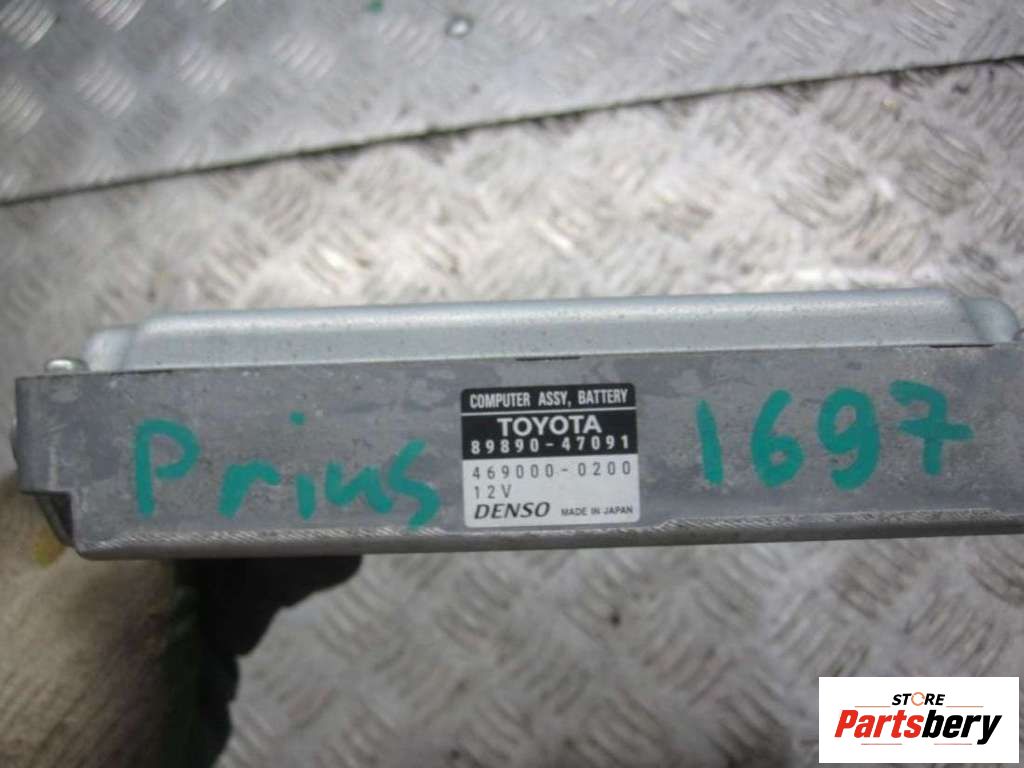 COMPUTER ASSY, BATTERY
TOYOTA
89890-47091
469000-0200
12V
DENSO MADE IN JAPAN
Prius
1697
STORE
Partsbery